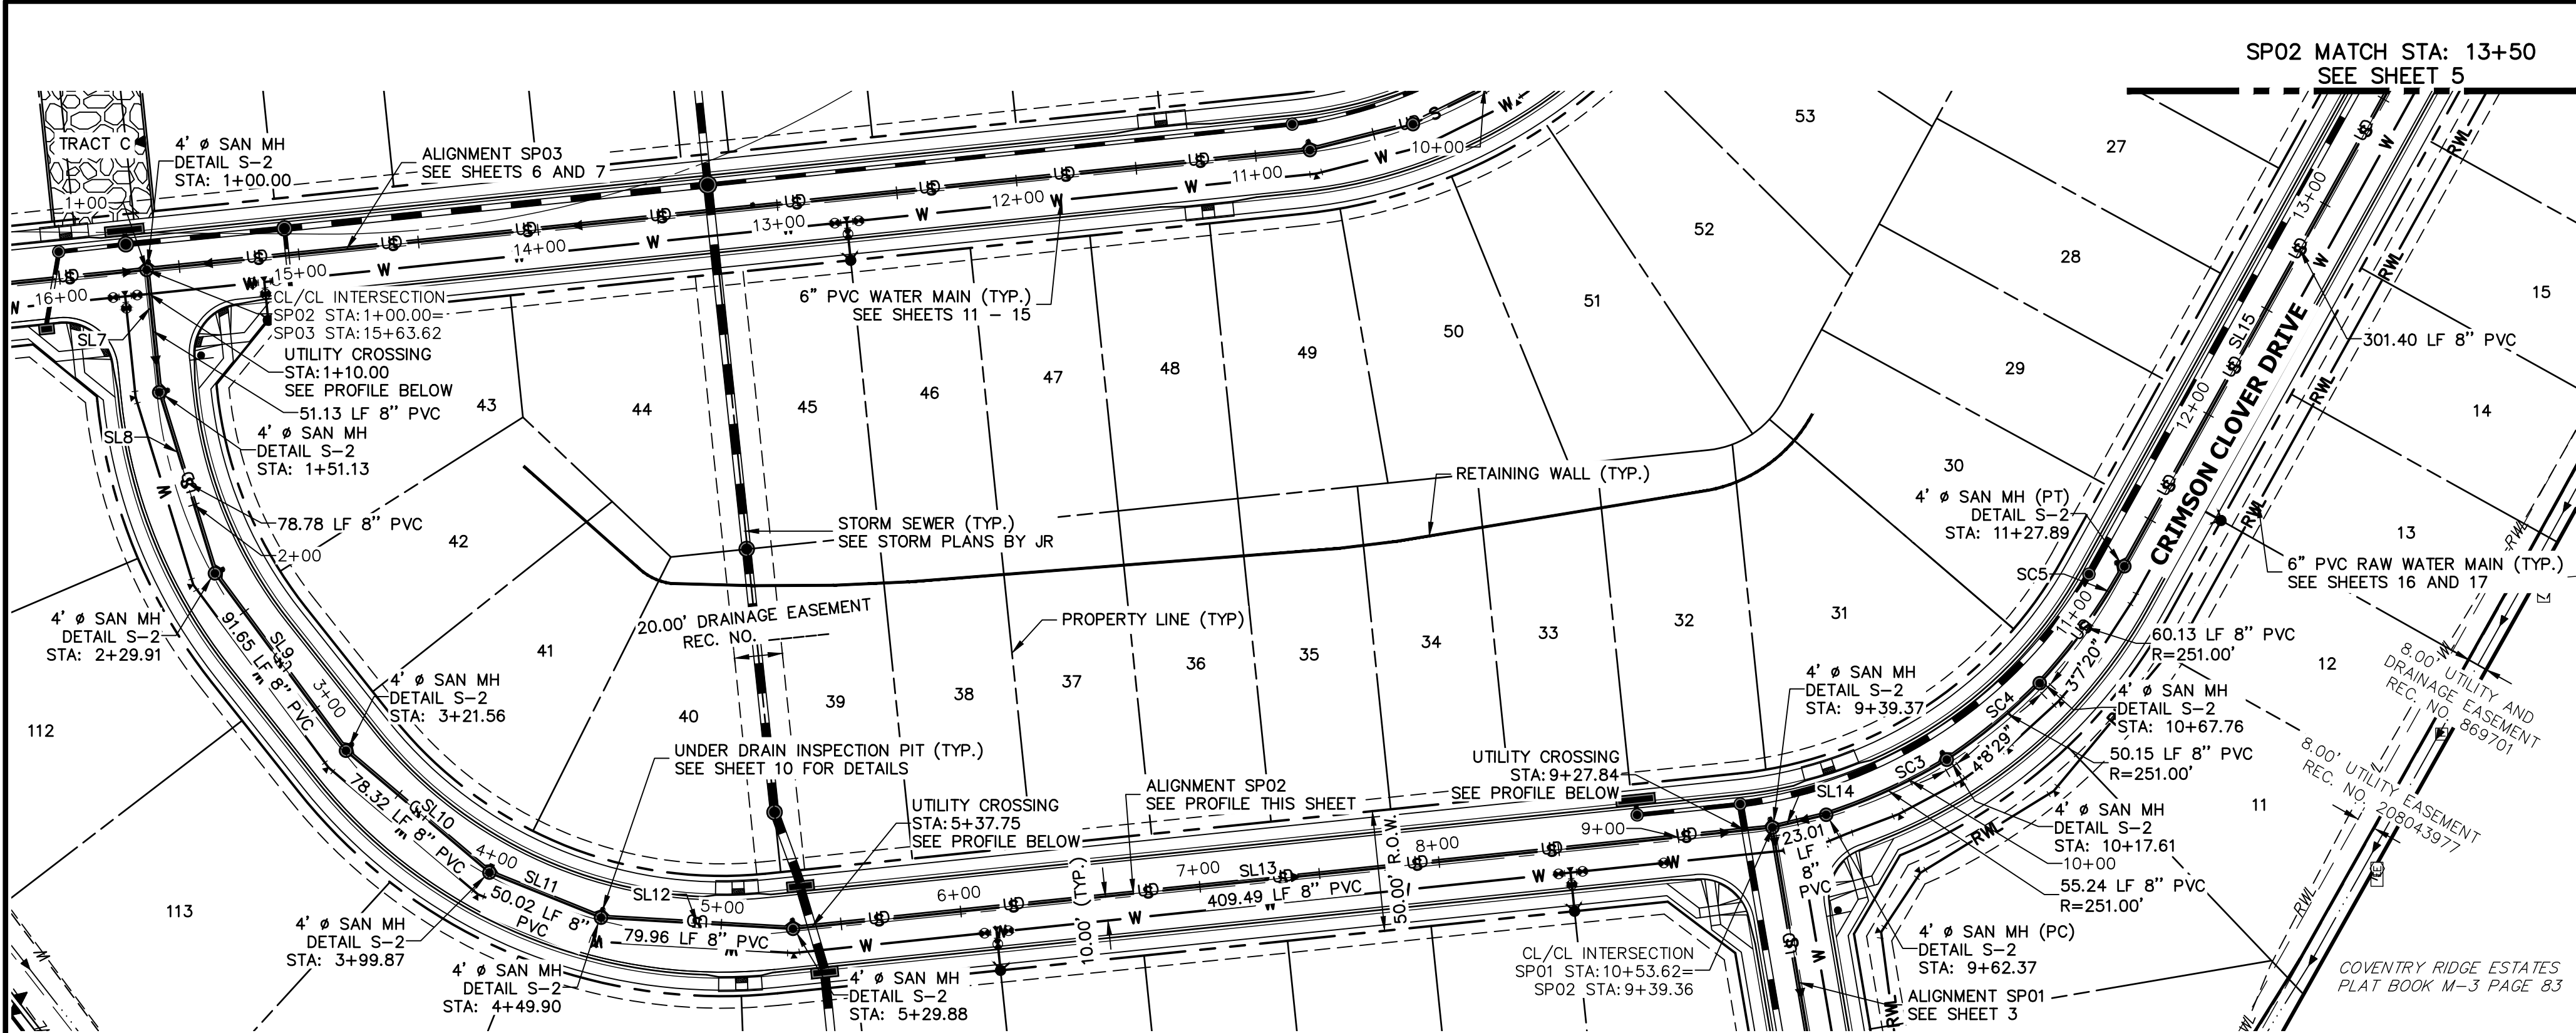 SP02 MATCH STA: 13+50
SEE SHEET 5
TRACT C
4' ø SAN MH
DETAIL S-2
STA: 1+00.00
ALIGNMENT SP03
SEE SHEETS 6 AND 7
1+00
16+00
15+00
14+00
13+00
12+00
11+00
10+00
CL/CL INTERSECTION
SP02 STA:1+00.00=
SP03 STA:15+63.62
UTILITY CROSSING
STA:1+10.00
SEE PROFILE BELOW
51.13 LF 8" PVC
4' ø SAN MH
DETAIL S-2
STA: 1+51.13
SL7
SL8
78.78 LF 8" PVC
2+00
6" PVC WATER MAIN (TYP.)
SEE SHEETS 11 - 15
43
44
45
46
47
48
49
50
51
52
53
27
28
29
30
15
14
13
12
11
SL15
13+00
12+00
CRIMSON CLOVER DRIVE
301.40 LF 8" PVC
RETAINING WALL (TYP.)
STORM SEWER (TYP.)
SEE STORM PLANS BY JR
4' ø SAN MH (PT)
DETAIL S-2
STA: 11+27.89
SC5
11+00
6" PVC RAW WATER MAIN (TYP.)
SEE SHEETS 16 AND 17
60.13 LF 8" PVC
R=251.00'
3°7'20"
4' ø SAN MH
DETAIL S-2
STA: 10+67.76
50.15 LF 8" PVC
R=251.00'
SC4
4°8'29"
SC3
4' ø SAN MH
DETAIL S-2
STA: 10+17.61
10+00
55.24 LF 8" PVC
R=251.00'
4' ø SAN MH (PC)
DETAIL S-2
STA: 9+62.37
8.00' UTILITY AND
DRAINAGE EASEMENT
REC. NO. 869701
8.00' UTILITY EASEMENT
REC. NO. 208043977
COVENTRY RIDGE ESTATES
PLAT BOOK M-3 PAGE 83
ALIGNMENT SP01
SEE SHEET 3
42
41
40
39
38
37
36
35
34
33
32
31
112
113
20.00' DRAINAGE EASEMENT
REC. NO.
PROPERTY LINE (TYP)
4' ø SAN MH
DETAIL S-2
STA: 2+29.91
91.65 LF 8" PVC
SL9
3+00
4' ø SAN MH
DETAIL S-2
STA: 3+21.56
78.32 LF 8" PVC
SL10
4+00
SL11
50.02 LF 8"
PVC
4' ø SAN MH
DETAIL S-2
STA: 3+99.87
4' ø SAN MH
DETAIL S-2
STA: 4+49.90
SL12
5+00
79.96 LF 8" PVC
4' ø SAN MH
DETAIL S-2
STA: 5+29.88
UNDER DRAIN INSPECTION PIT (TYP.)
SEE SHEET 10 FOR DETAILS
UTILITY CROSSING
STA:5+37.75
SEE PROFILE BELOW
ALIGNMENT SP02
SEE PROFILE THIS SHEET
6+00
7+00
SL13
8+00
9+00
409.49 LF 8" PVC
10.00' (TYP.)
50.00' R.O.W.
UTILITY CROSSING
STA:9+27.84
SEE PROFILE BELOW
4' ø SAN MH
DETAIL S-2
STA: 9+39.37
SL14
23.01
LF
8"
PVC
CL/CL INTERSECTION
SP01 STA:10+53.62=
SP02 STA:9+39.36
W
RWL
S